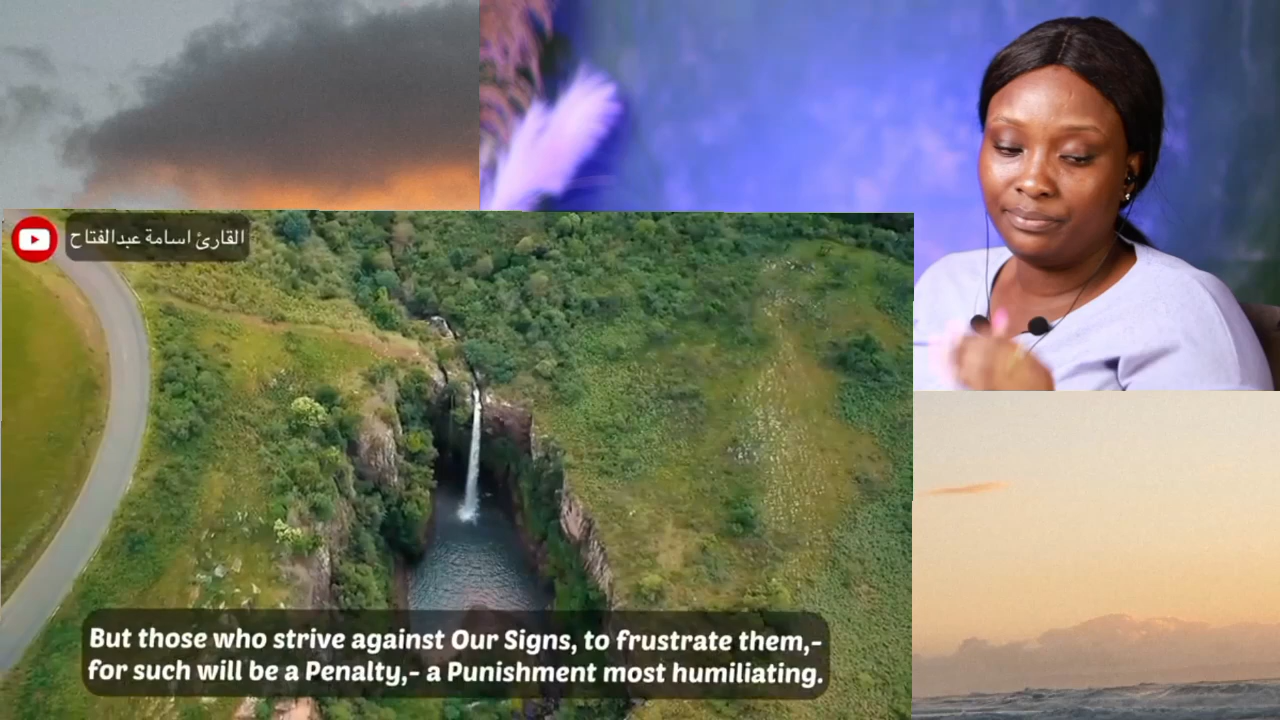 القارئ اسامة عبدالفتاح
But those who strive against Our Signs, to frustrate them,-
for such will be a Penalty,- a Punishment most humiliating.